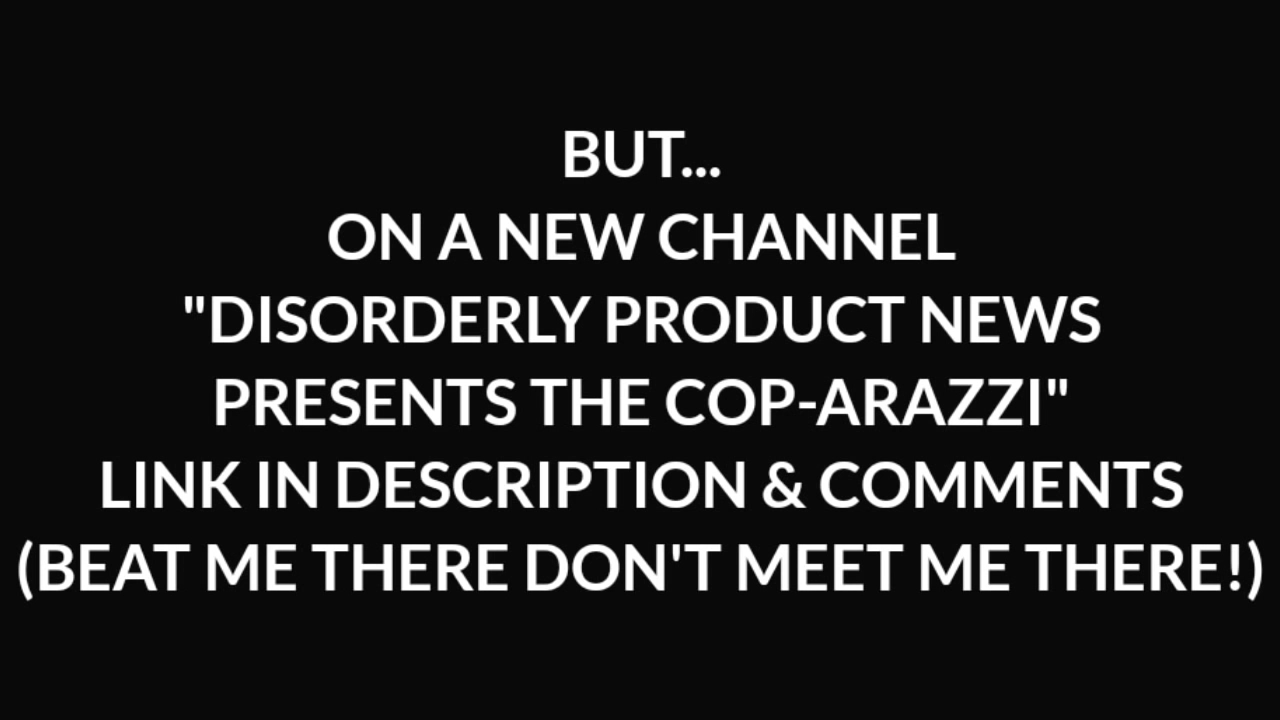 BUT...
ON A NEW CHANNEL
"DISORDERLY PRODUCT NEWS
PRESENTS THE COP-ARAZZI"
LINK IN DESCRIPTION & COMMENTS
(BEAT ME THERE DON'T MEET ME THERE!)